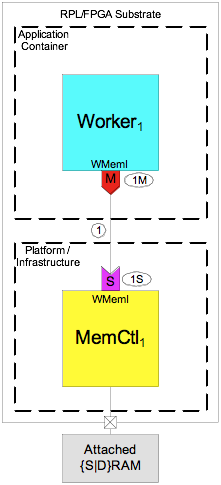 RPL/FPGA Substrate
Application
Container
Worker1
WMemI
M
1M
1
Platform /
Infrastructure
S
1S
WMemI
MemCtl1
Attached
{S|D}RAM